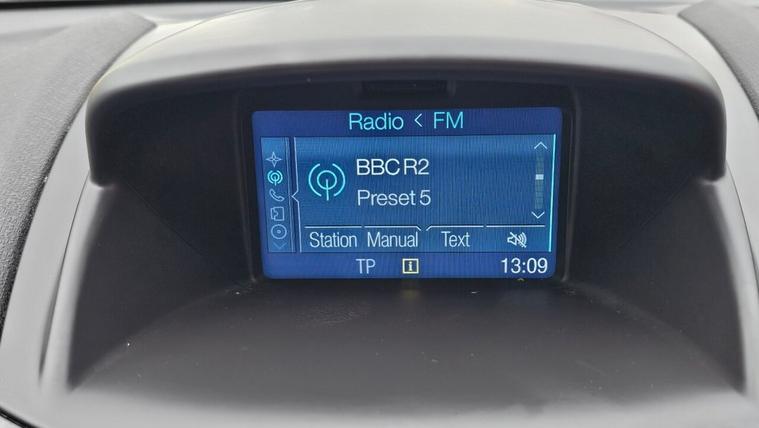 Radio < FM
BBC R2
Preset 5
Station Manual Text
TP i 13:09